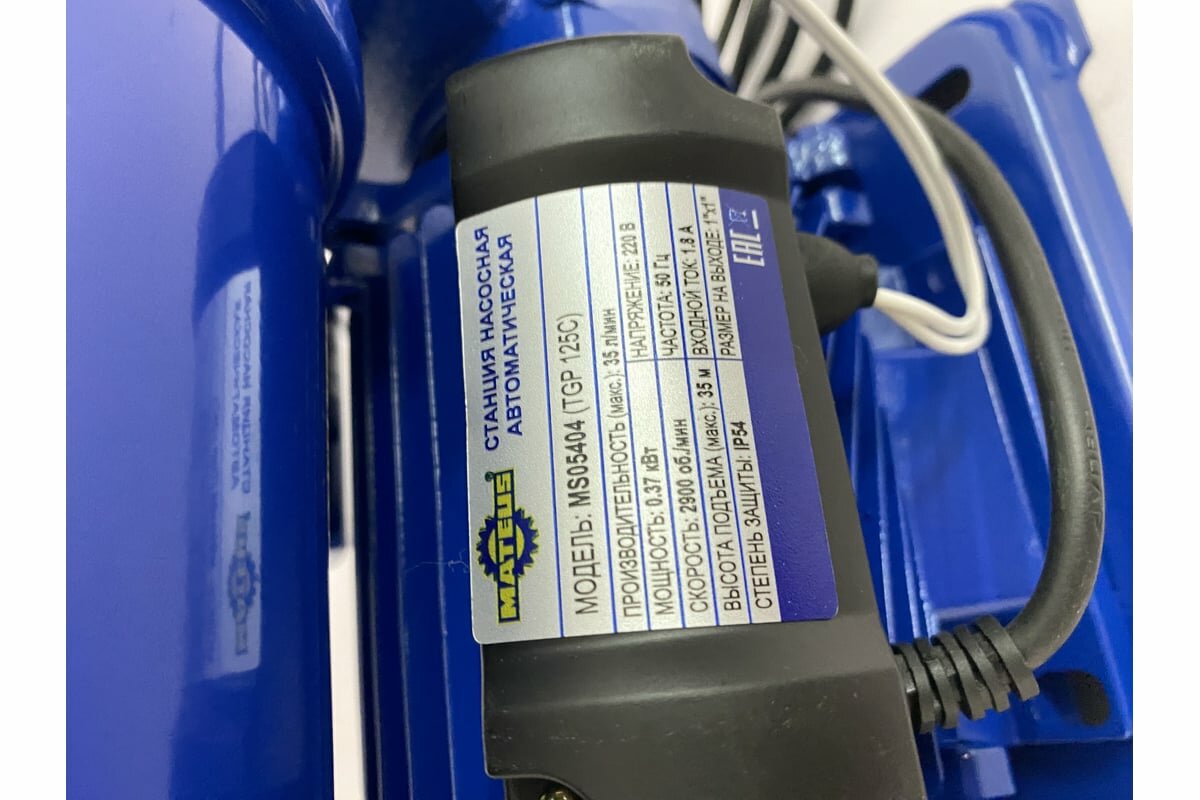 MATEUS®
СТАНЦИЯ НАСОСНАЯ
АВТОМАТИЧЕСКАЯ
МОДЕЛЬ: MS05404 (TGP 125C)
ПРОИЗВОДИТЕЛЬНОСТЬ (макс.): 35 л/мин
МОЩНОСТЬ: 0.37 кВт НАПРЯЖЕНИЕ: 220 В
СКОРОСТЬ: 2900 об./мин ЧАСТОТА: 50 Гц
ВЫСОТА ПОДЪЕМА (макс.): 35 м ВХОДНОЙ ТОК: 1.8 А
СТЕПЕНЬ ЗАЩИТЫ: IP54 РАЗМЕР НА ВЫХОДЕ: 1"x1"
EAC